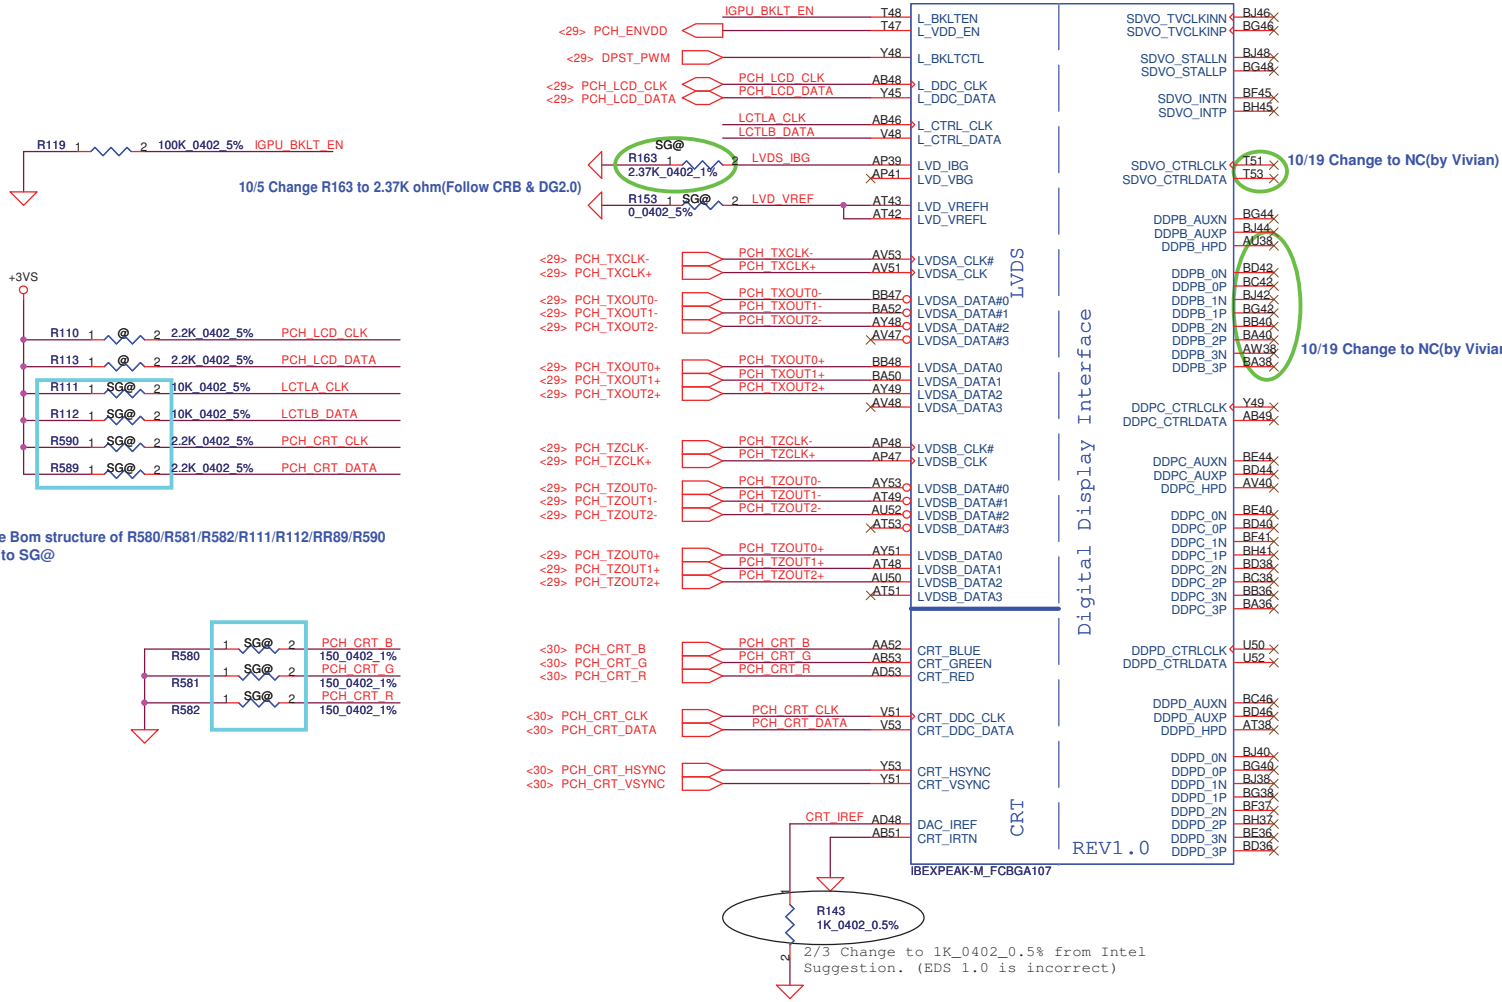 IGPU_BKLT_EN T48 L_BKLTEN
<29> PCH_ENVDD T47 L_VDD_EN
<29> DPST_PWM Y48 L_BKLTCTL
<29> PCH_LCD_CLK PCH_LCD_CLK AB48 L_DDC_CLK
<29> PCH_LCD_DATA PCH_LCD_DATA Y45 L_DDC_DATA
LCTLA_CLK AB46 L_CTRL_CLK
LCTLB_DATA V48 L_CTRL_DATA
SG@
R163 1 2 LVDS_IBG AP39 LVD_IBG
2.37K_0402_1% AP41 LVD_VBG
R153 1 SG@ 2 LVD_VREF AT43 LVD_VREFH
0_0402_5% AT42 LVD_VREFL
R119 1 2 100K_0402_5% IGPU_BKLT_EN
10/5 Change R163 to 2.37K ohm(Follow CRB & DG2.0)
<29> PCH_TXCLK- PCH_TXCLK- AV53 LVDSA_CLK#
<29> PCH_TXCLK+ PCH_TXCLK+ AV51 LVDSA_CLK
<29> PCH_TXOUT0- PCH_TXOUT0- BB47 LVDSA_DATA#0
<29> PCH_TXOUT1- PCH_TXOUT1- BA52 LVDSA_DATA#1
<29> PCH_TXOUT2- PCH_TXOUT2- AY48 LVDSA_DATA#2
AV47 LVDSA_DATA#3
<29> PCH_TXOUT0+ PCH_TXOUT0+ BB48 LVDSA_DATA0
<29> PCH_TXOUT1+ PCH_TXOUT1+ BA50 LVDSA_DATA1
<29> PCH_TXOUT2+ PCH_TXOUT2+ AY49 LVDSA_DATA2
AV48 LVDSA_DATA3
<29> PCH_TZCLK- PCH_TZCLK- AP48 LVDSB_CLK#
<29> PCH_TZCLK+ PCH_TZCLK+ AP47 LVDSB_CLK
<29> PCH_TZOUT0- PCH_TZOUT0- AY53 LVDSB_DATA#0
<29> PCH_TZOUT1- PCH_TZOUT1- AT49 LVDSB_DATA#1
<29> PCH_TZOUT2- PCH_TZOUT2- AU52 LVDSB_DATA#2
AT53 LVDSB_DATA#3
<29> PCH_TZOUT0+ PCH_TZOUT0+ AY51 LVDSB_DATA0
<29> PCH_TZOUT1+ PCH_TZOUT1+ AT48 LVDSB_DATA1
<29> PCH_TZOUT2+ PCH_TZOUT2+ AU50 LVDSB_DATA2
AT51 LVDSB_DATA3
<30> PCH_CRT_B PCH_CRT_B AA52 CRT_BLUE
<30> PCH_CRT_G PCH_CRT_G AB53 CRT_GREEN
<30> PCH_CRT_R PCH_CRT_R AD53 CRT_RED
<30> PCH_CRT_CLK PCH_CRT_CLK V51 CRT_DDC_CLK
<30> PCH_CRT_DATA PCH_CRT_DATA V53 CRT_DDC_DATA
<30> PCH_CRT_HSYNC Y53 CRT_HSYNC
<30> PCH_CRT_VSYNC Y51 CRT_VSYNC
CRT_IREF AD48 DAC_IREF
AB51 CRT_IRTN
+3VS
R110 1 @ 2 2.2K_0402_5% PCH_LCD_CLK
R113 1 @ 2 2.2K_0402_5% PCH_LCD_DATA
R111 1 SG@ 2 10K_0402_5% LCTLA_CLK
R112 1 SG@ 2 10K_0402_5% LCTLB_DATA
R590 1 SG@ 2 2.2K_0402_5% PCH_CRT_CLK
R589 1 SG@ 2 2.2K_0402_5% PCH_CRT_DATA
e Bom structure of R580/R581/R582/R111/R112/RR89/R590
to SG@
R580 1 SG@ 2 PCH_CRT_B
150_0402_1%
R581 1 SG@ 2 PCH_CRT_G
150_0402_1%
R582 1 SG@ 2 PCH_CRT_R
150_0402_1%
LVDS
CRT
Digital Display Interface
REV1.0
IBEXPEAK-M_FCBGA107
SDVO_TVCLKINN BJ46
SDVO_TVCLKINP BG46
SDVO_STALLN BJ48
SDVO_STALLP BG48
SDVO_INTN BF45
SDVO_INTP BH45
SDVO_CTRLCLK T51
SDVO_CTRLDATA T53
10/19 Change to NC(by Vivian)
DDPB_AUXN BG44
DDPB_AUXP BJ44
DDPB_HPD AU38
DDPB_0N BD42
DDPB_0P BC42
DDPB_1N BJ42
DDPB_1P BG42
DDPB_2N BB40
DDPB_2P BA40
DDPB_3N AW38
DDPB_3P BA38
10/19 Change to NC(by Vivian
DDPC_CTRLCLK Y49
DDPC_CTRLDATA AB49
DDPC_AUXN BE44
DDPC_AUXP BD44
DDPC_HPD AV40
DDPC_0N BE40
DDPC_0P BD40
DDPC_1N BF41
DDPC_1P BH41
DDPC_2N BD38
DDPC_2P BC38
DDPC_3N BB36
DDPC_3P BA36
DDPD_CTRLCLK U50
DDPD_CTRLDATA U52
DDPD_AUXN BC46
DDPD_AUXP BD46
DDPD_HPD AT38
DDPD_0N BJ40
DDPD_0P BG40
DDPD_1N BJ38
DDPD_1P BG38
DDPD_2N BF37
DDPD_2P BH37
DDPD_3N BE36
DDPD_3P BD36
1
R143
1K_0402_0.5%
2
2/3 Change to 1K_0402_0.5% from Intel
Suggestion. (EDS 1.0 is incorrect)